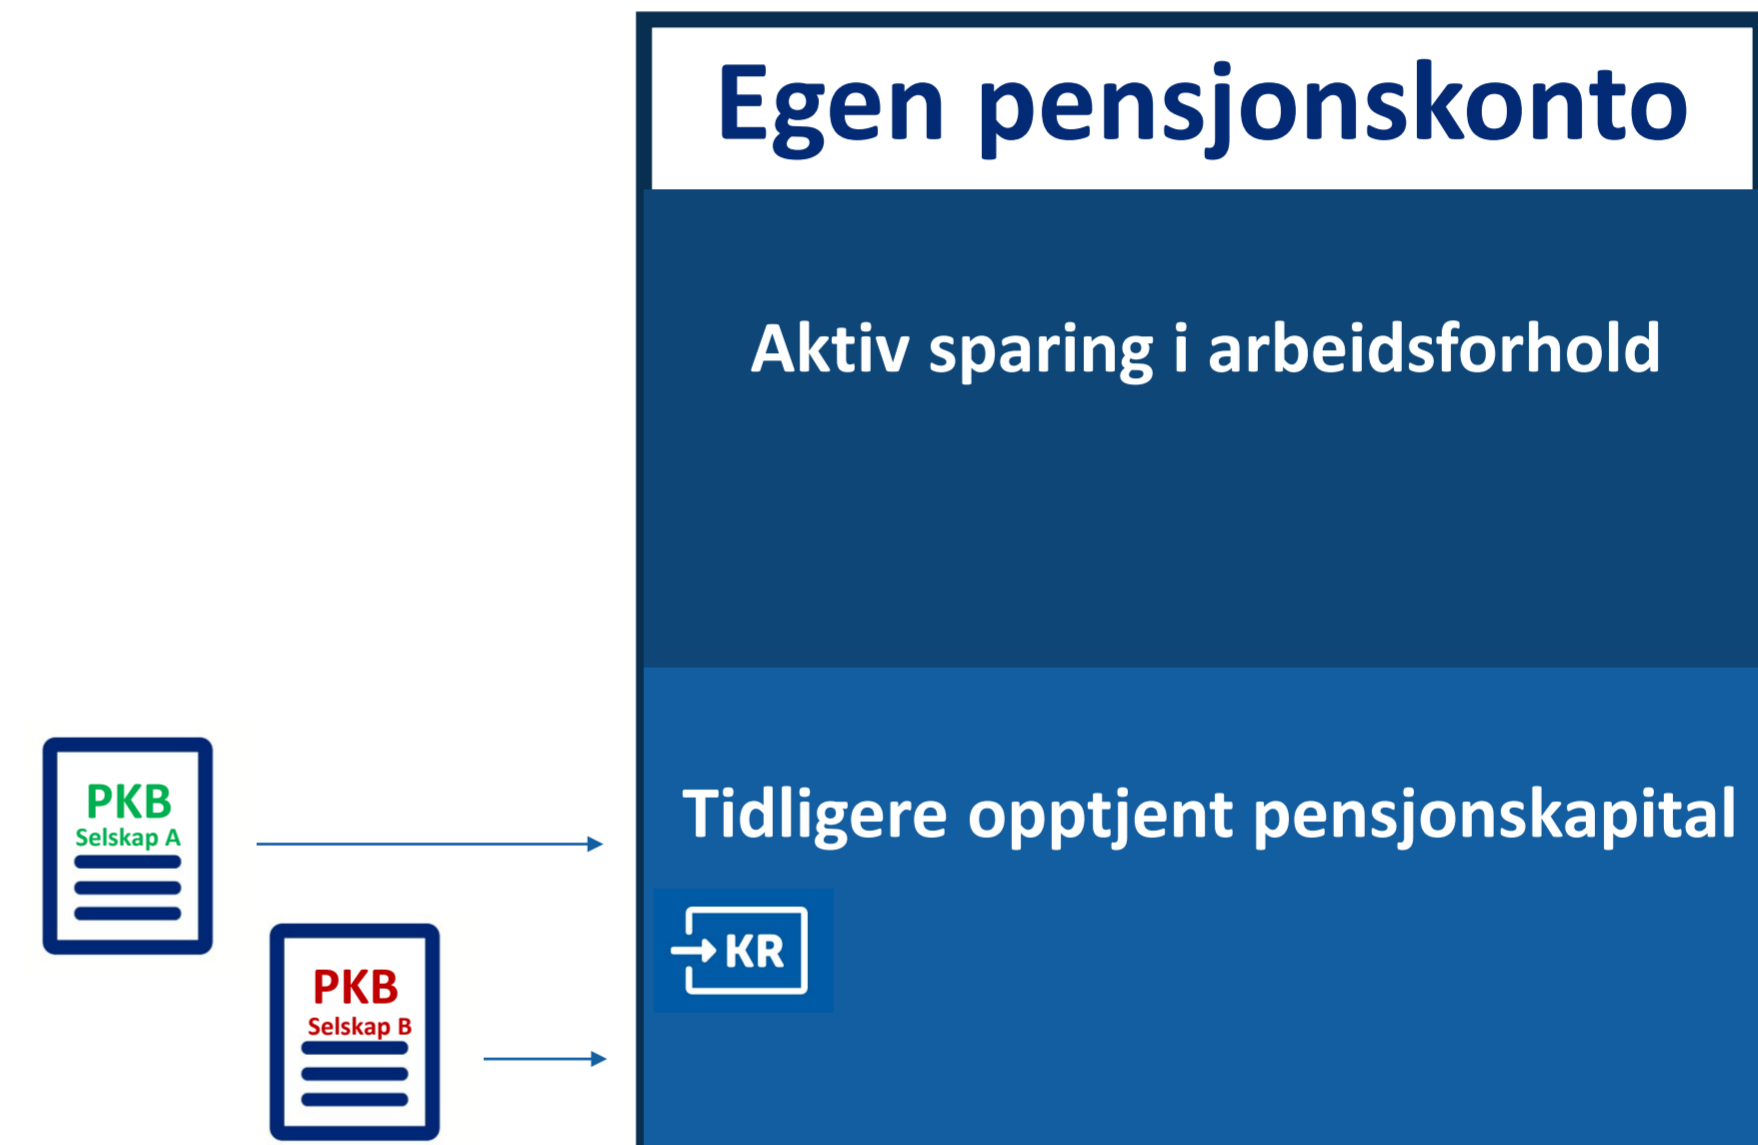 Egen pensjonskonto
Aktiv sparing i arbeidsforhold
Tidligere opptjent pensjonskapital
PKB
Selskap A
KR
PKB
Selskap B